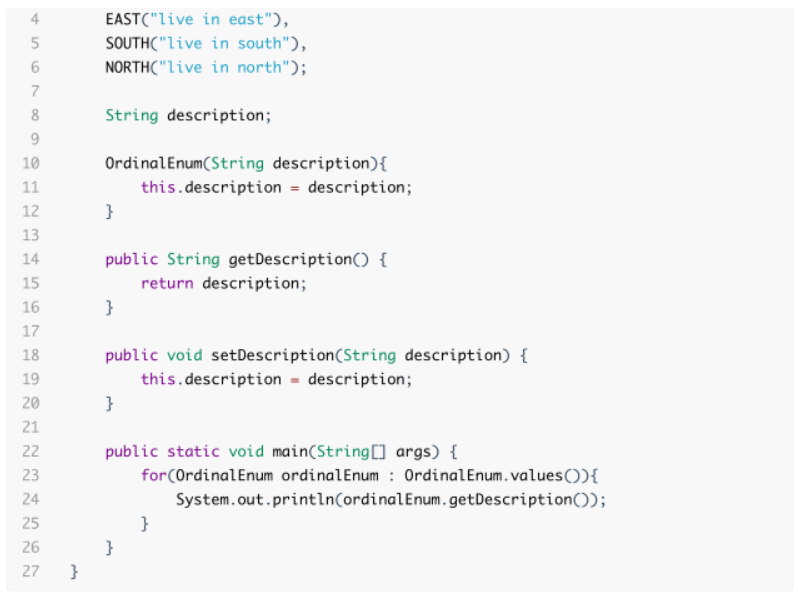 4 EAST("live in east"),
5 SOUTH("live in south"),
6 NORTH("live in north");
7
8 String description;
9
10 OrdinalEnum(String description){
11 this.description = description;
12 }
13
14 public String getDescription() {
15 return description;
16 }
17
18 public void setDescription(String description) {
19 this.description = description;
20 }
21
22 public static void main(String[] args) {
23 for(OrdinalEnum ordinalEnum : OrdinalEnum.values()){
24 System.out.println(ordinalEnum.getDescription());
25 }
26 }
27 }